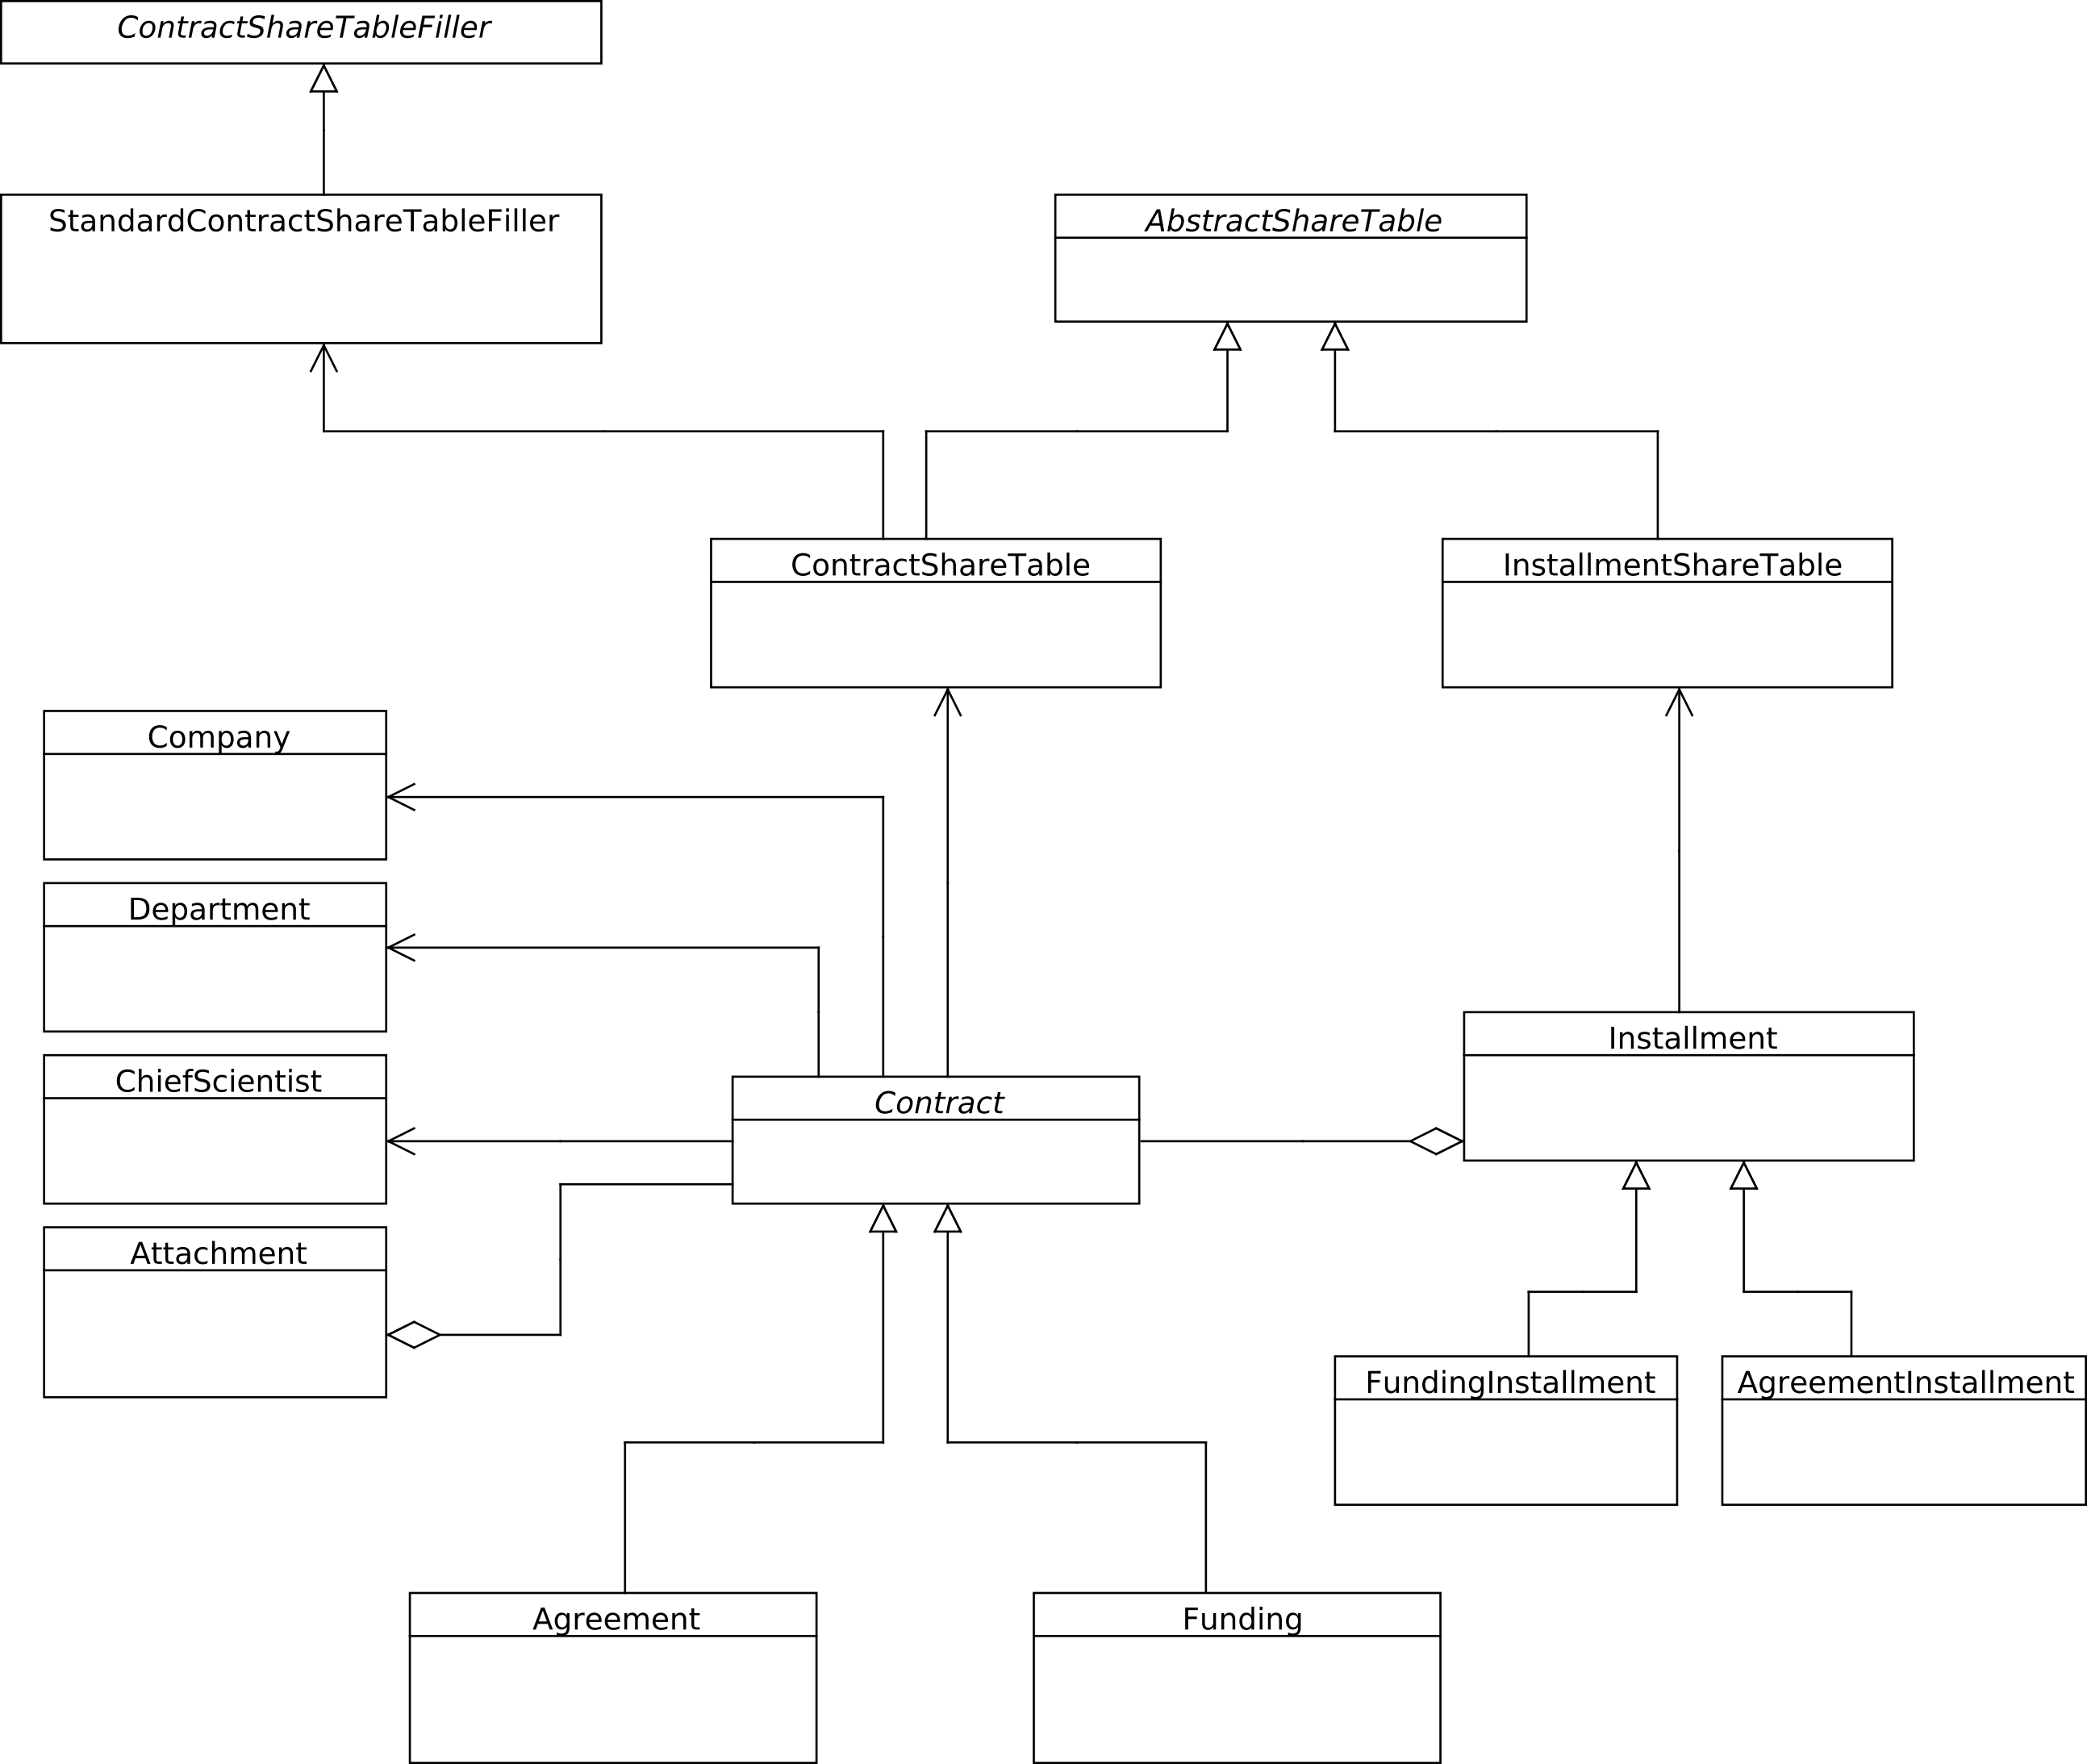 ContractShareTableFiller
StandardContractShareTableFiller
AbstractShareTable
ContractShareTable
InstallmentShareTable
Company
Department
Installment
ChiefScientist
Contract
Attachment
FundingInstallment
AgreementInstallment
Agreement
Funding